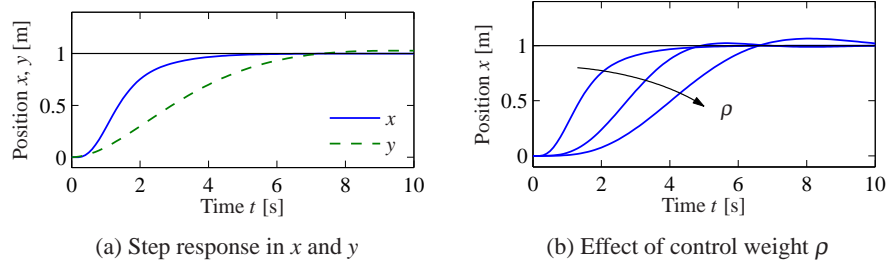 Position x, y [m]
1
0.5
0
0 2 4 6 8 10
Time t [s]
x
y
(a) Step response in x and y
Position x [m]
1
0.5
0
0 2 4 6 8 10
Time t [s]
ρ
(b) Effect of control weight ρ